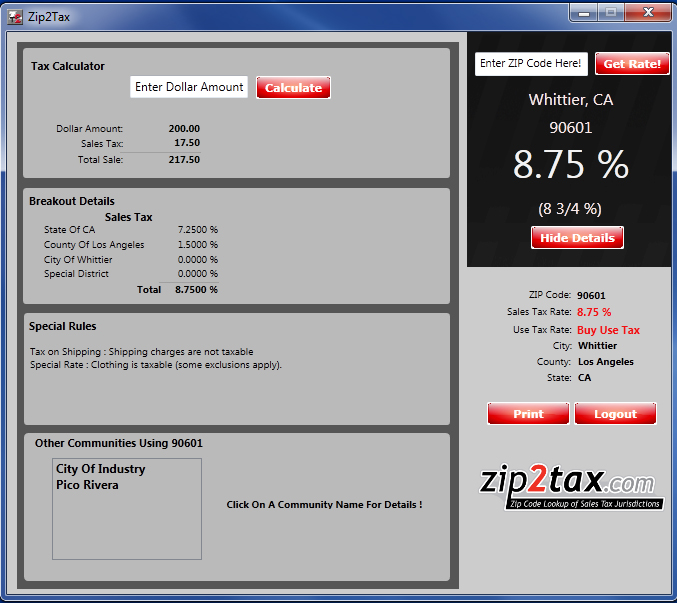 Zip2Tax
Tax Calculator
Enter Dollar Amount
Calculate
Dollar Amount: 200.00
Sales Tax: 17.50
Total Sale: 217.50
Breakout Details
Sales Tax
State Of CA 7.2500 %
County Of Los Angeles 1.5000 %
City Of Whittier 0.0000 %
Special District 0.0000 %
Total 8.7500 %
Special Rules
Tax on Shipping : Shipping charges are not taxable
Special Rate : Clothing is taxable (some exclusions apply).
Other Communities Using 90601
City Of Industry
Pico Rivera
Click On A Community Name For Details !
Enter ZIP Code Here!
Get Rate!
Whittier, CA
90601
8.75 %
(8 3/4 %)
Hide Details
ZIP Code: 90601
Sales Tax Rate: 8.75 %
Use Tax Rate: Buy Use Tax
City: Whittier
County: Los Angeles
State: CA
Print
Logout
zip2tax.com
Zip Code Lookup of Sales Tax Jurisdictions